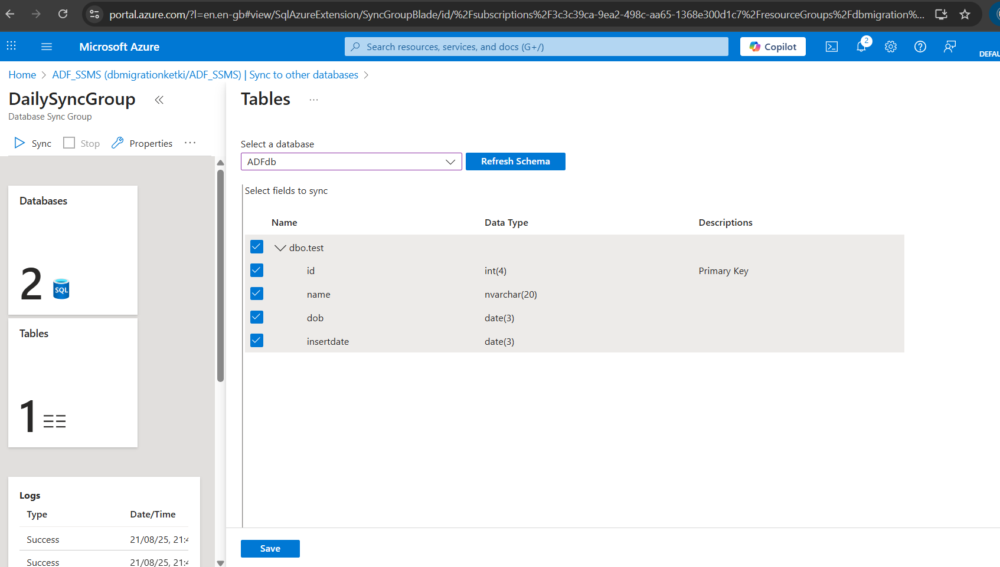 portal.azure.com/?l=en.en-gb#view/SqlAzureExtension/SyncGroupBlade/id/%2Fsubscriptions%2F3c3c39ca-9ea2-498c-aa65-1368e300d1c7%2FresourceGroups%2Fdbmigration%...
Microsoft Azure
Search resources, services, and docs (G+/)
Copilot
2
DEFAU
Home > ADF_SSMS (dbmigrationketki/ADF_SSMS) | Sync to other databases >
DailySyncGroup
Database Sync Group
Sync Stop Properties ...
Databases
2 SQL
Tables
1
Logs
Type Date/Time
Success 21/08/25, 21:4
Success 21/08/25, 21:4
Tables ...
Select a database
ADFdb Refresh Schema
Select fields to sync
Name Data Type Descriptions
dbo.test
id int(4) Primary Key
name nvarchar(20)
dob date(3)
insertdate date(3)
Save